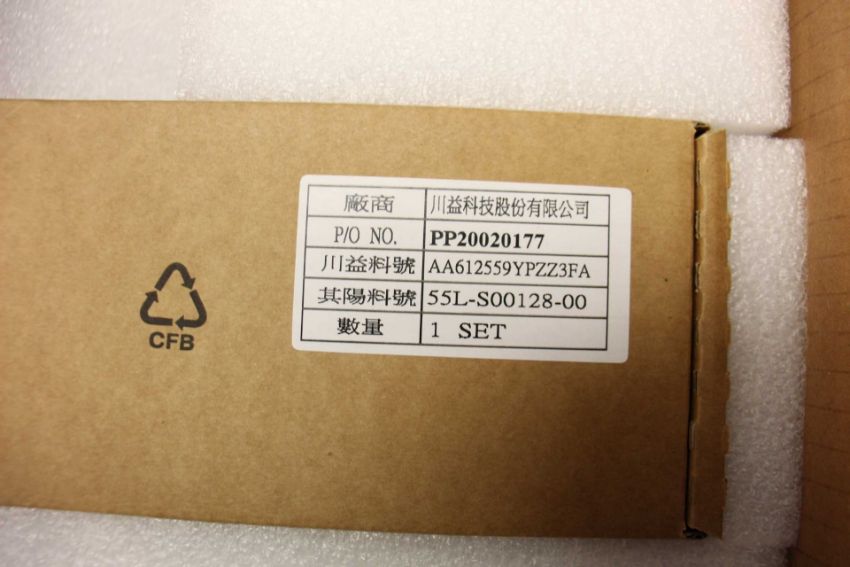 廠商 川益科技股份有限公司
P/O NO. PP20020177
川益料號 AA612559YPZZ3FA
其陽料號 55L-S00128-00
數量 1 SET
CFB